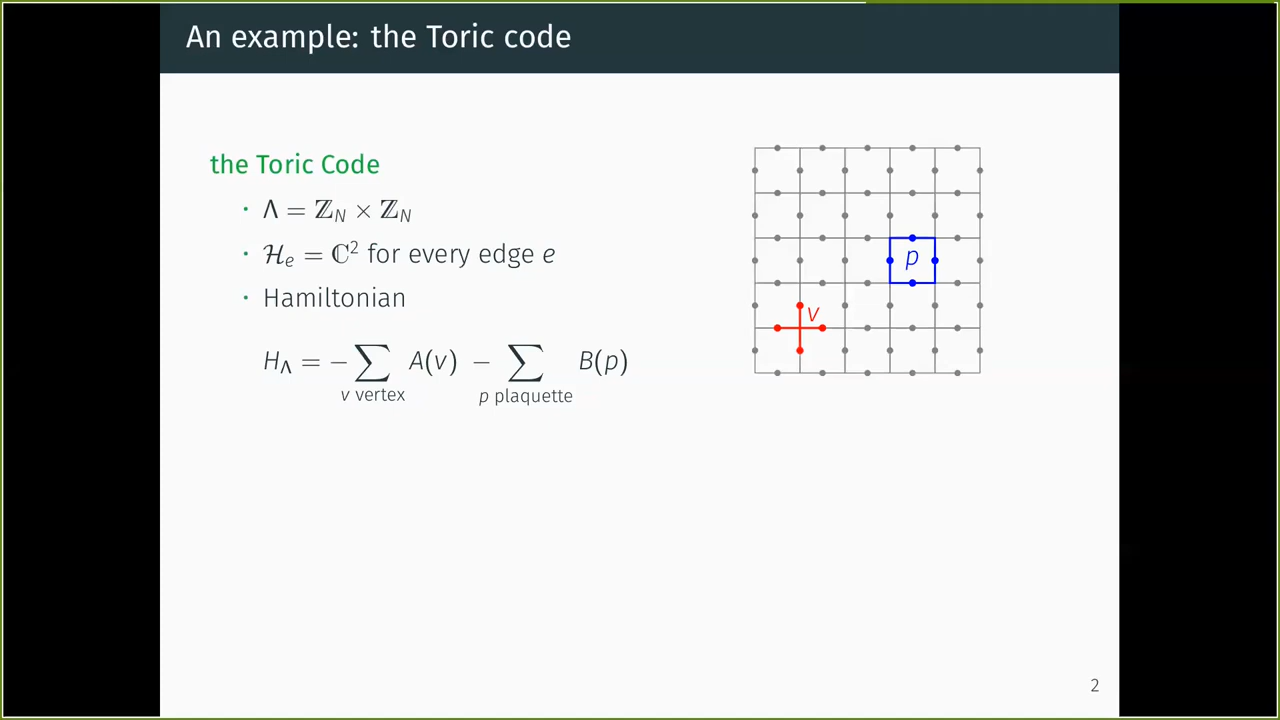 An example: the Toric code
the Toric Code
· Λ = ℤ_N × ℤ_N
· ℋ_e = ℂ² for every edge e
· Hamiltonian
H_Λ = − ∑ A(v) − ∑ B(p)
v vertex p plaquette
p
v
2